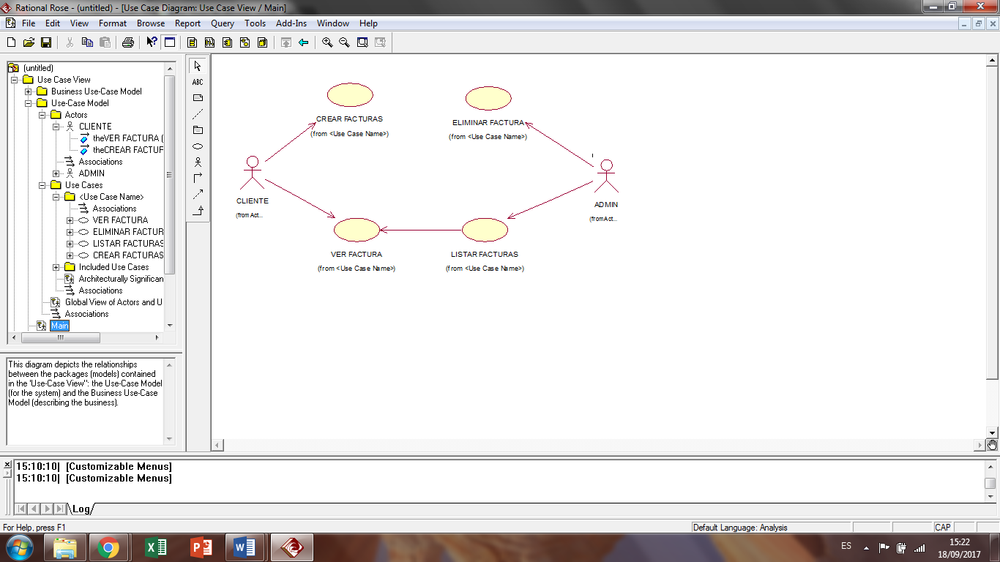 Rational Rose - (untitled) - [Use Case Diagram: Use Case View / Main]
File Edit View Format Browse Report Query Tools Add-Ins Window Help
ABC
(untitled)
Use Case View
Business Use-Case Model
Use-Case Model
Actors
CLIENTE
theVER FACTURA (
theCREAR FACTUR
Associations
ADMIN
Use Cases
<Use Case Name>
Associations
VER FACTURA
ELIMINAR FACTUR
LISTAR FACTURAS
CREAR FACTURAS
Included Use Cases
Architecturally Significan
Associations
Global View of Actors and U
Associations
Main
This diagram depicts the relationships
between the packages (models) contained
in the 'Use-Case View": the Use-Case Model
(for the system) and the Business Use-Case
Model (describing the business).
CREAR FACTURAS
(from <Use Case Name>)
ELIMINAR FACTURA
(from <Use Case Name>)
CLIENTE
(from Act...
ADMIN
(from Act...
VER FACTURA
(from <Use Case Name>)
LISTAR FACTURAS
(from <Use Case Name>)
15:10:10| [Customizable Menus]
15:10:10| [Customizable Menus]
Log
For Help, press F1
Default Language: Analysis
CAP
ES
15:22
18/09/2017